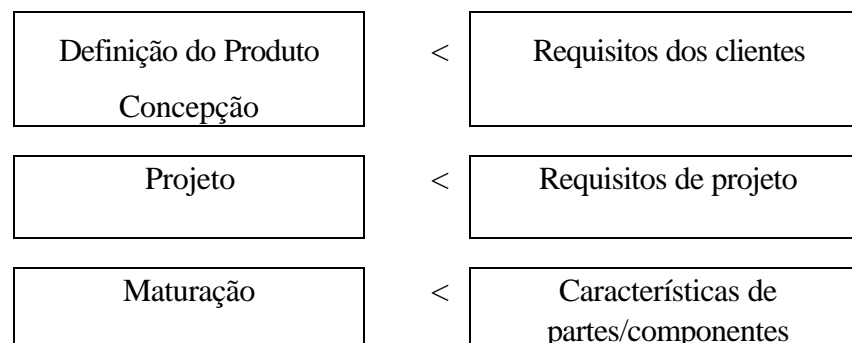 Definição do Produto < Requisitos dos clientes
Concepção
Projeto < Requisitos de projeto
Maturação < Características de
partes/componentes